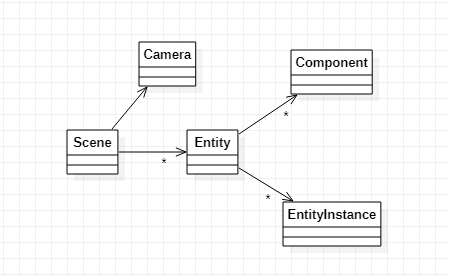 Camera
Component
*
Scene
Entity
*
*
EntityInstance